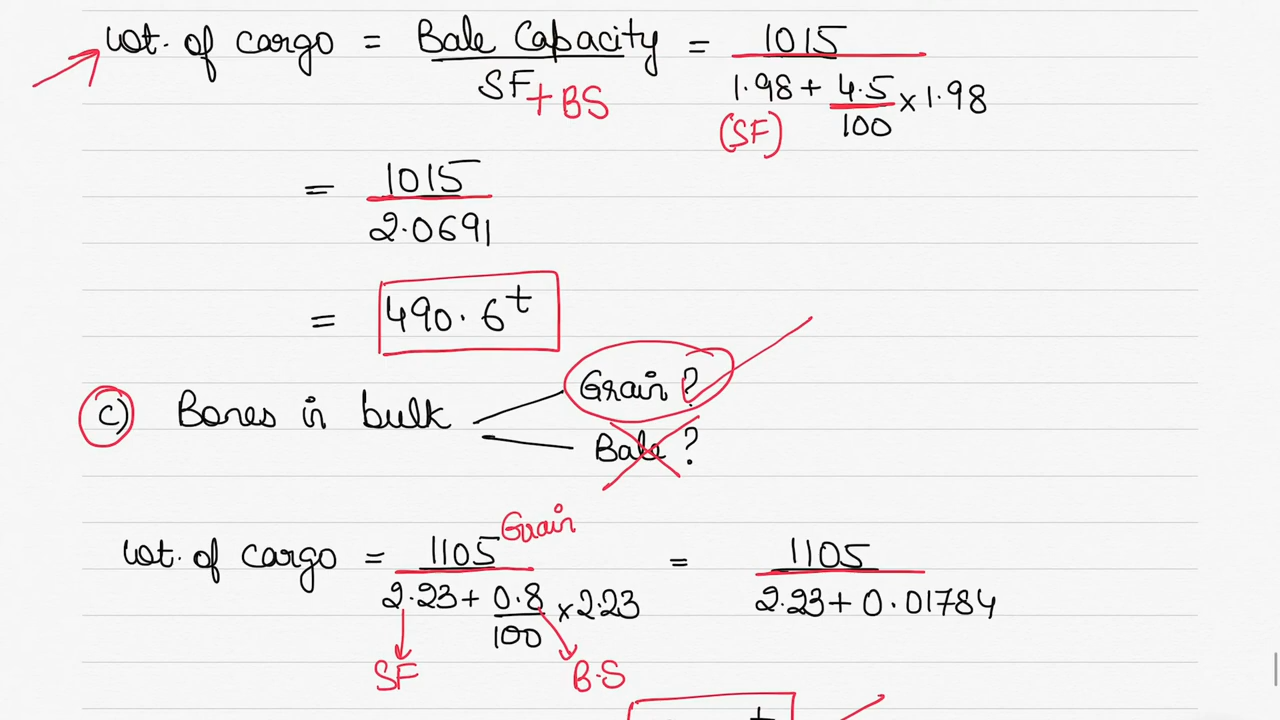 wt. of cargo = Bale Capacity / SF + BS = 1015 / 1.98 + 4.5/100 × 1.98
(SF)
= 1015 / 2.0691
= 490.6 t
c) Bones in bulk
Grain ?
Bale ?
wt. of cargo = 1105 Grain / 2.23 + 0.8/100 × 2.23 = 1105 / 2.23 + 0.01784
SF B.S
t